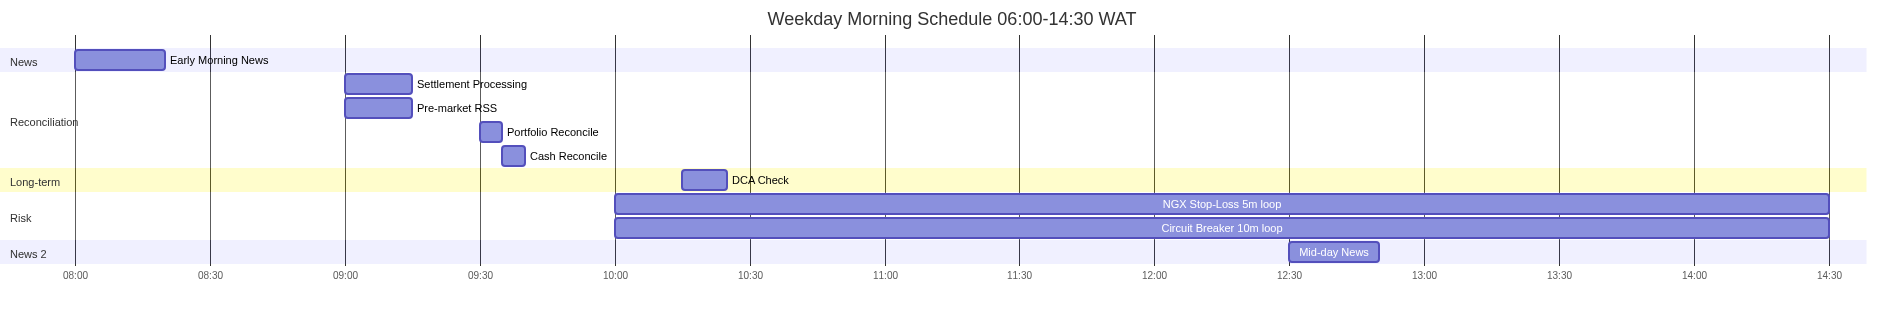 Weekday Morning Schedule 06:00-14:30 WAT
News
Early Morning News
Settlement Processing
Pre-market RSS
Reconciliation
Portfolio Reconcile
Cash Reconcile
Long-term
DCA Check
NGX Stop-Loss 5m loop
Risk
Circuit Breaker 10m loop
News 2
Mid-day News
08:00 08:30 09:00 09:30 10:00 10:30 11:00 11:30 12:00 12:30 13:00 13:30 14:00 14:30